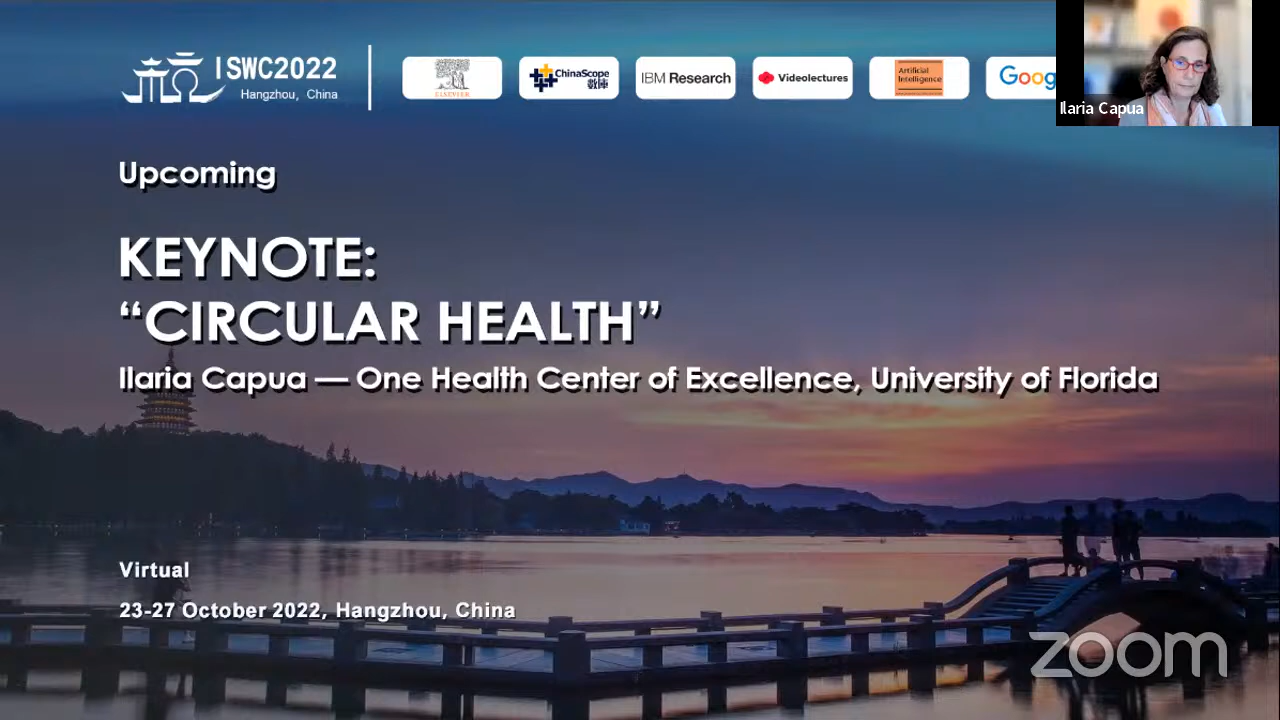 ISWC2022
Hangzhou, China
ELSEVIER
ChinaScope
数库
IBM Research
Videolectures
Artificial
Intelligence
Goog
Ilaria Capua
Upcoming
KEYNOTE:
“CIRCULAR HEALTH”
Ilaria Capua — One Health Center of Excellence, University of Florida
Virtual
23-27 October 2022, Hangzhou, China
zoom